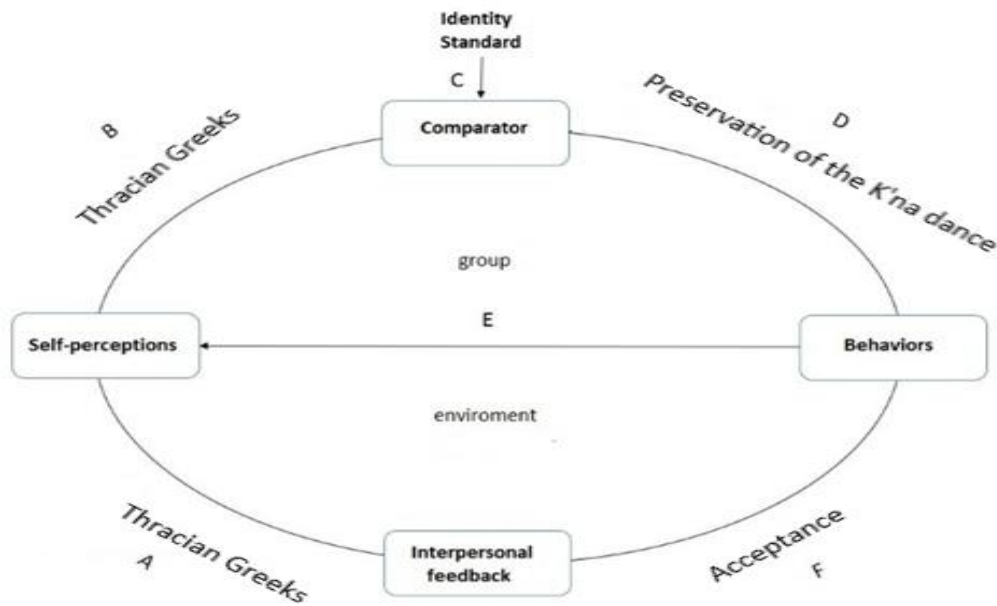 Identity
Standard
C
Comparator
B
Thracian Greeks
D
Preservation of the K'na dance
group
E
Self-perceptions
Behaviors
enviroment
Thracian Greeks
A
Interpersonal
feedback
Acceptance
F